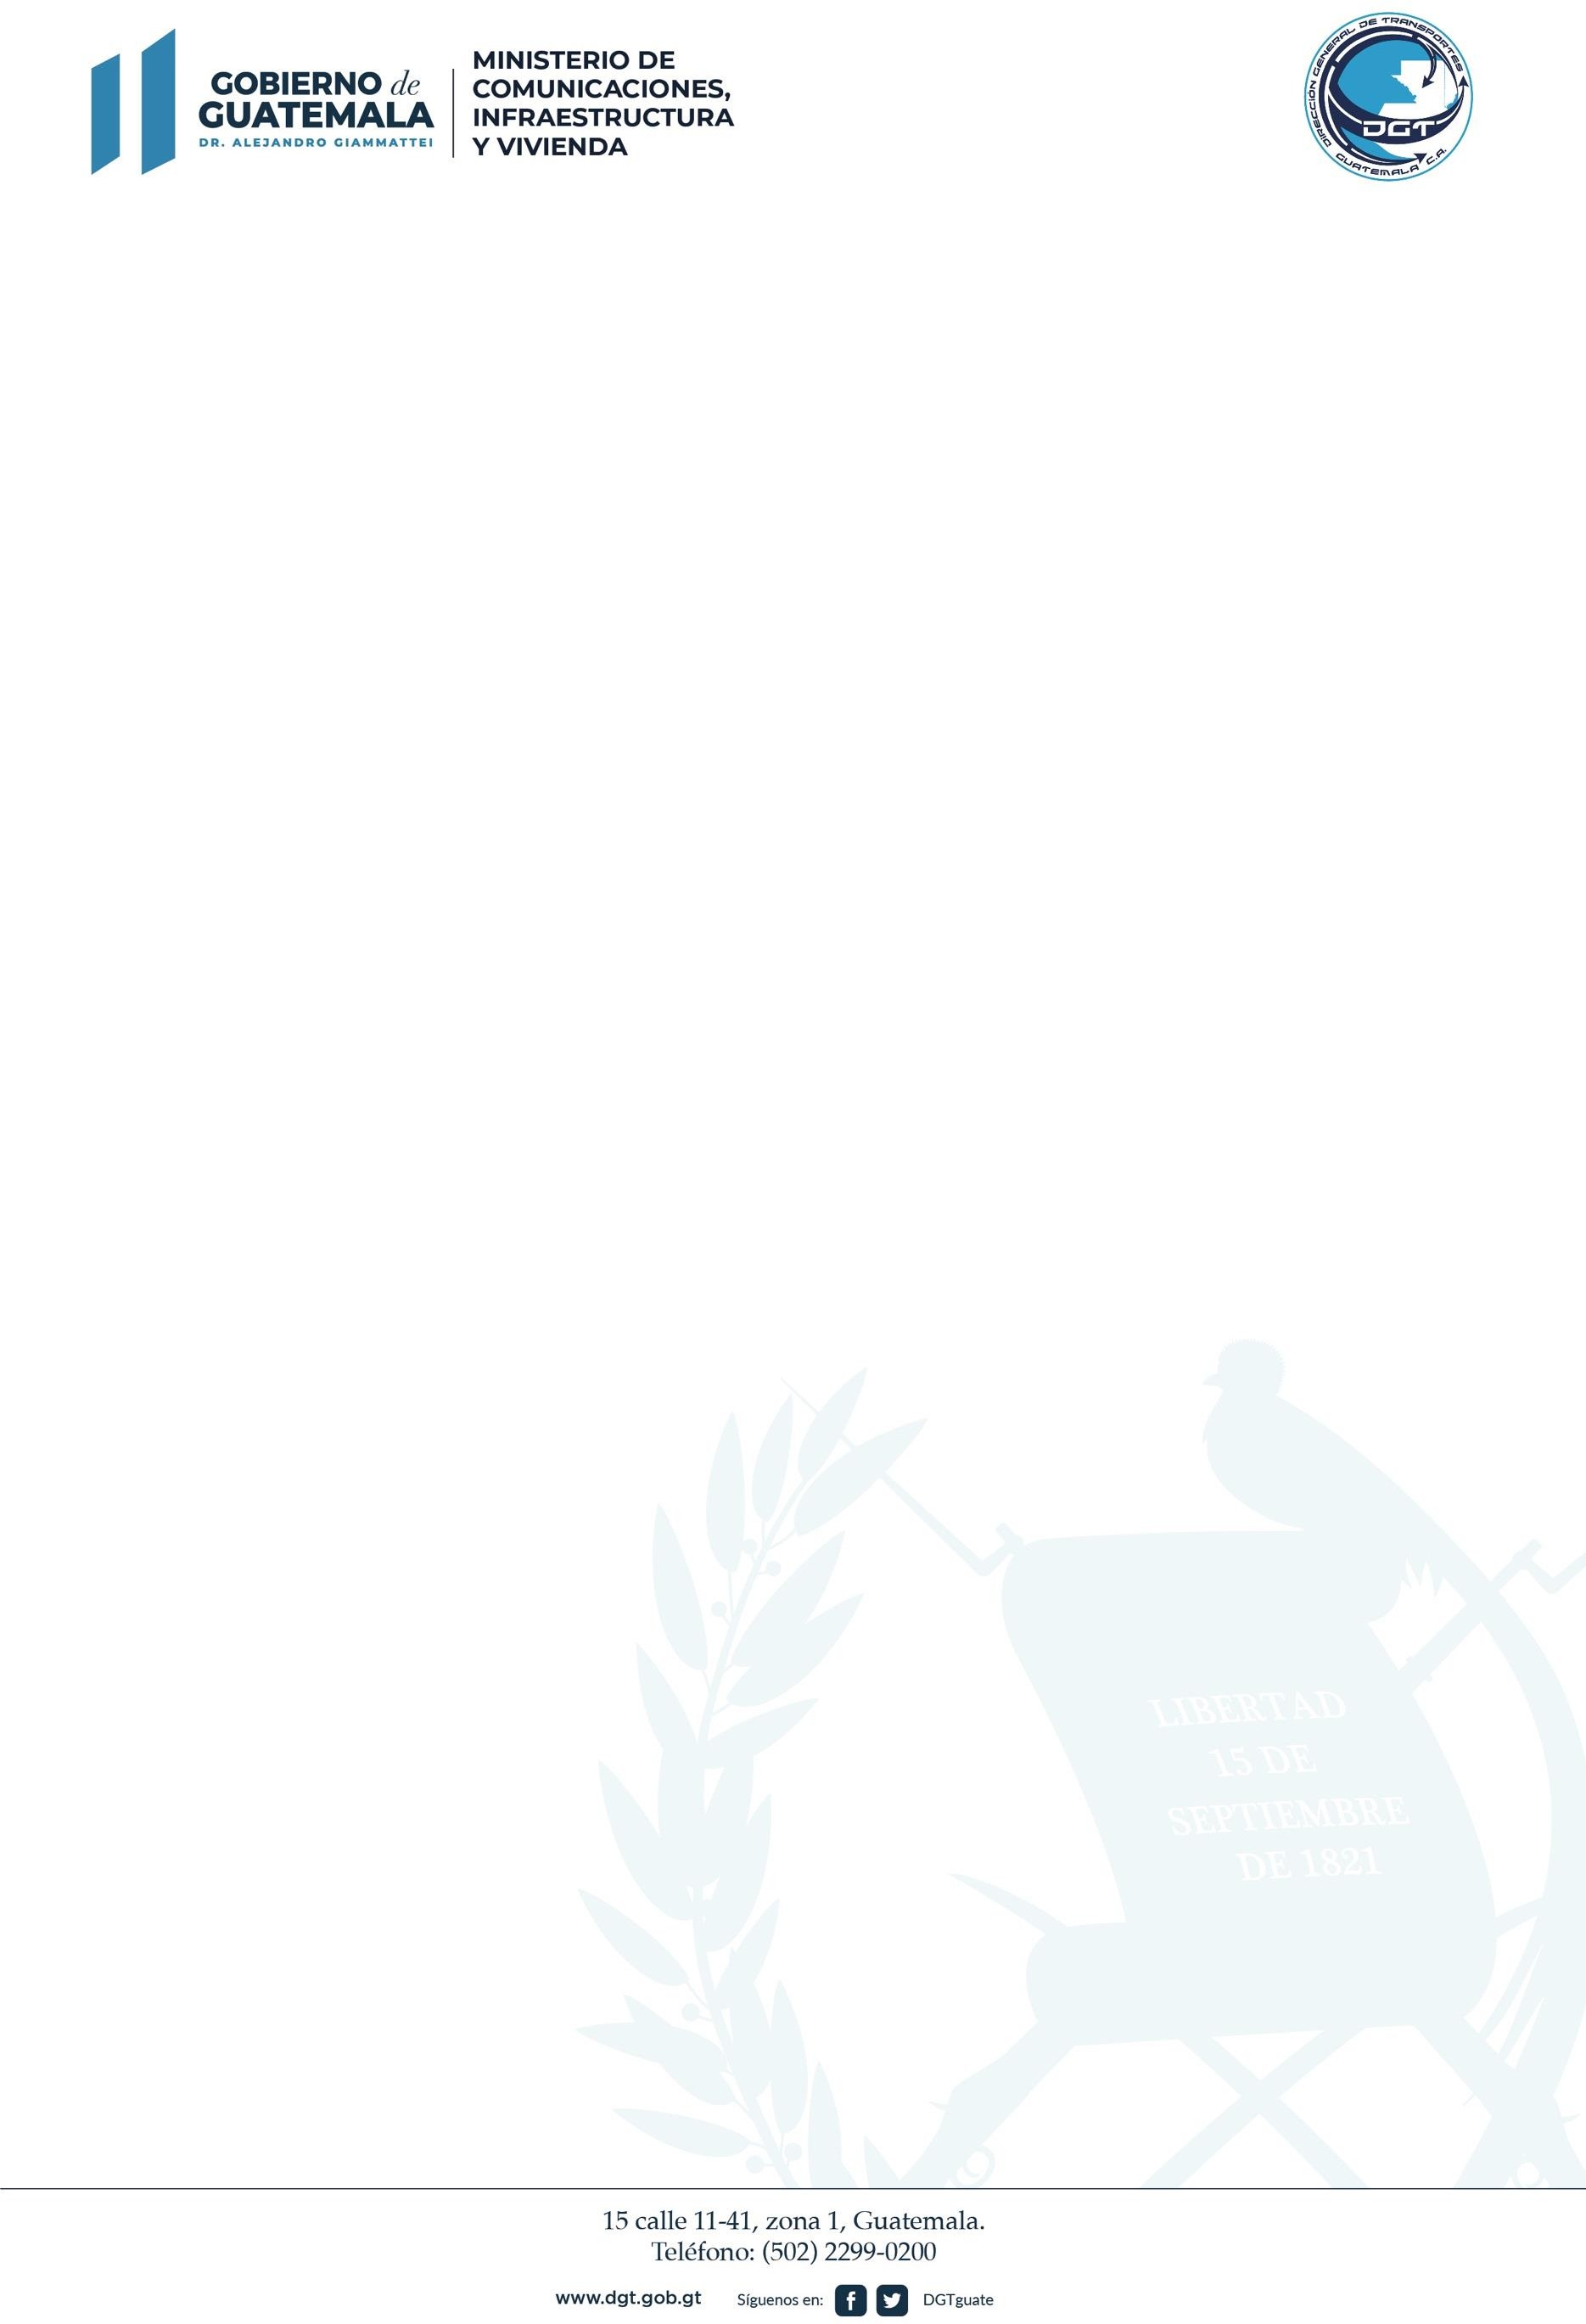 GOBIERNO de
GUATEMALA
DR. ALEJANDRO GIAMMATTEI
MINISTERIO DE
COMUNICACIONES,
INFRAESTRUCTURA
Y VIVIENDA
DIRECCIÓN GENERAL DE TRANSPORTES
DGT
GUATEMALA C.A.
LIBERTAD
15 DE
SEPTIEMBRE
DE 1821
15 calle 11-41, zona 1, Guatemala.
Teléfono: (502) 2299-0200
www.dgt.gob.gt Síguenos en: f DGTguate